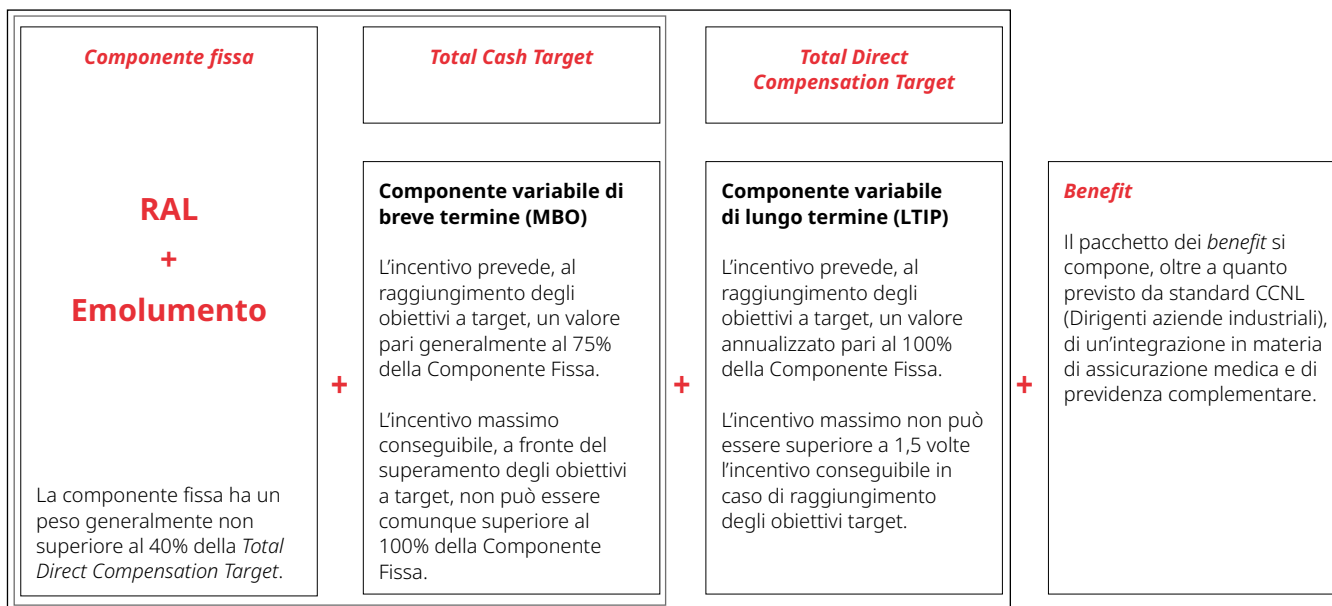 Componente fissa
RAL
+
Emolumento
La componente fissa ha un
peso generalmente non
superiore al 40% della Total
Direct Compensation Target.
+
Total Cash Target
Componente variabile di
breve termine (MBO)
L’incentivo prevede, al
raggiungimento degli
obiettivi a target, un valore
pari generalmente al 75%
della Componente Fissa.
L’incentivo massimo
conseguibile, a fronte del
superamento degli obiettivi
a target, non può essere
comunque superiore al
100% della Componente
Fissa.
+
Total Direct
Compensation Target
Componente variabile
di lungo termine (LTIP)
L’incentivo prevede, al
raggiungimento degli
obiettivi a target, un valore
annualizzato pari al 100%
della Componente Fissa.
L’incentivo massimo non può
essere superiore a 1,5 volte
l’incentivo conseguibile in
caso di raggiungimento
degli obiettivi target.
+
Benefit
Il pacchetto dei benefit si
compone, oltre a quanto
previsto da standard CCNL
(Dirigenti aziende industriali),
di un’integrazione in materia
di assicurazione medica e di
previdenza complementare.